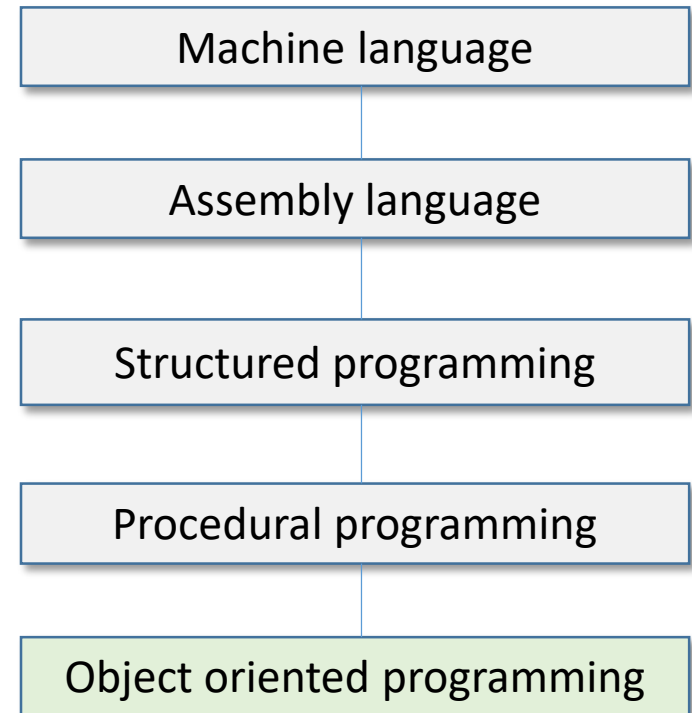 Machine language
Assembly language
Structured programming
Procedural programming
Object oriented programming